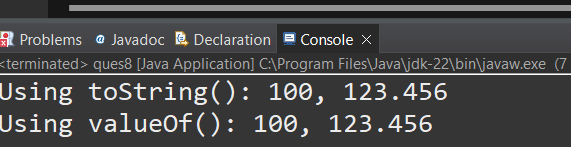 Problems @ Javadoc Declaration Console ×
<terminated> ques8 [Java Application] C:\Program Files\Java\jdk-22\bin\javaw.exe (7
Using toString(): 100, 123.456
Using valueOf(): 100, 123.456